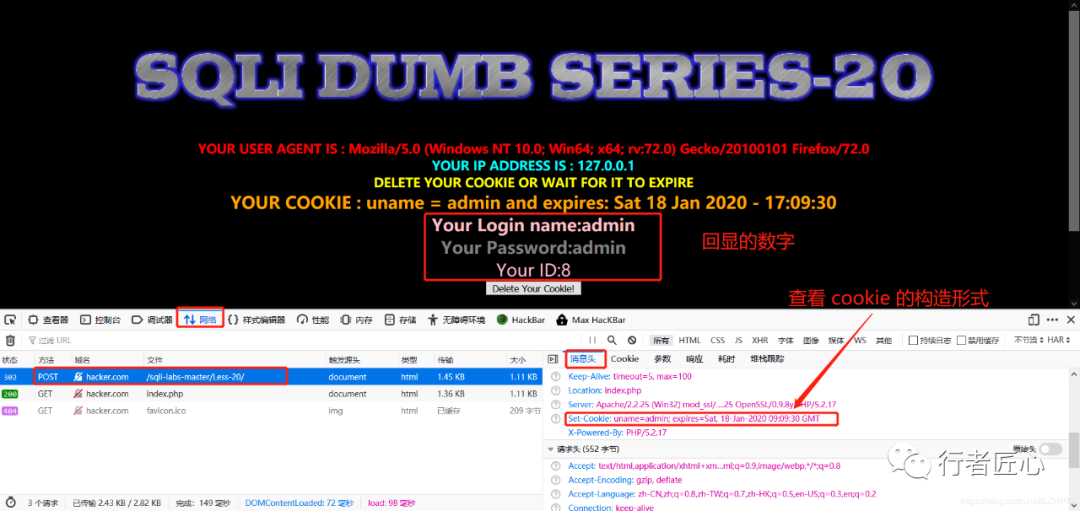 SQLI DUMB SERIES-20
YOUR USER AGENT IS : Mozilla/5.0 (Windows NT 10.0; Win64; x64; rv:72.0) Gecko/20100101 Firefox/72.0
YOUR IP ADDRESS IS : 127.0.0.1
DELETE YOUR COOKIE OR WAIT FOR IT TO EXPIRE
YOUR COOKIE : uname = admin and expires: Sat 18 Jan 2020 - 17:09:30
Your Login name:admin
Your Password:admin
Your ID:8
回显的数字
Delete Your Cookie!
查看 cookie 的构造形式
查看器 控制台 调试器 网络 样式编辑器 性能 内存 存储 无障碍环境 HackBar Max HacKBar
过滤 URL
所有 HTML CSS JS XHR 字体 图像 媒体 WS 其他 持续日志 禁用缓存 不节流 HAR
状态 方法 域名 文件 触发源头 类型 传输 大小
消息头 Cookie 参数 响应 耗时 堆栈跟踪
302 POST hacker.com /sqli-labs-master/Less-20/ document html 1.45 KB 1.11 KB
200 GET hacker.com index.php document html 1.36 KB 1.11 KB
404 GET hacker.com favicon.ico img html 已缓存 209 字节
Keep-Alive: timeout=5, max=100
Location: index.php
Server: Apache/2.2.25 (Win32) mod_ssl/....25 OpenSSL/0.9.8y PHP/5.2.17
Set-Cookie: uname=admin; expires=Sat, 18-Jan-2020 09:09:30 GMT
X-Powered-By: PHP/5.2.17
请求头 (552 字节) 原始头
Accept: text/html,application/xhtml+xm...ml;q=0.9,image/webp,*/*;q=0.8
Accept-Encoding: gzip, deflate
Accept-Language: zh-CN,zh;q=0.8,zh-TW;q=0.7,zh-HK;q=0.5,en-US;q=0.3,en;q=0.2
Connection: keep-alive
行者匠心
3 个请求 已传输 2.43 KB / 2.82 KB 完成: 149 毫秒 DOMContentLoaded: 72 毫秒 load: 98 毫秒